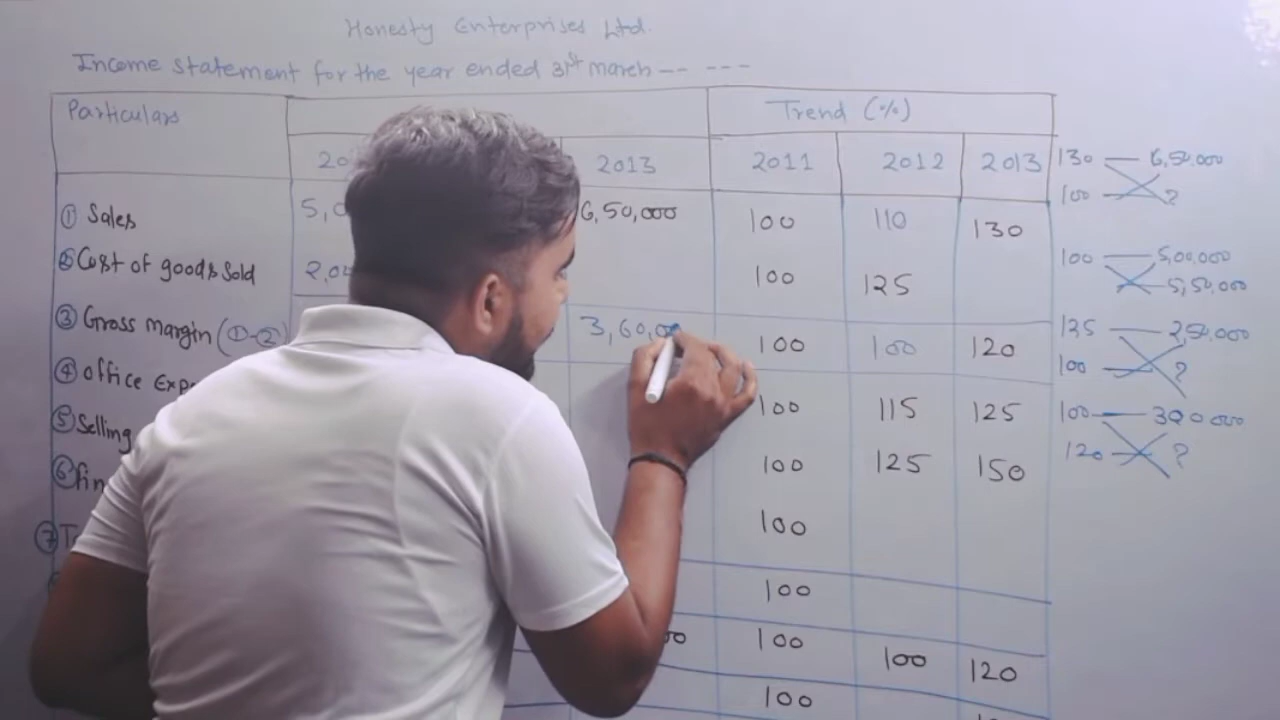 Honesty Enterprises Ltd.
Income statement for the year ended 31st march -- ---
Particulars Trend (%)
2013 2011 2012 2013
① Sales 6,50,000 100 110 130
② Cost of goods Sold 100 125
③ Gross margin (①-②) 100 100 120
④ office 100 115 125
⑤ Selling 100 125 150
⑥ 100
⑦ 100
100 100 120
100
130 6,50,000
100 ?
100 5,00,000
5,50,000
125 2,50,000
100 ?
100 300000
120 ?